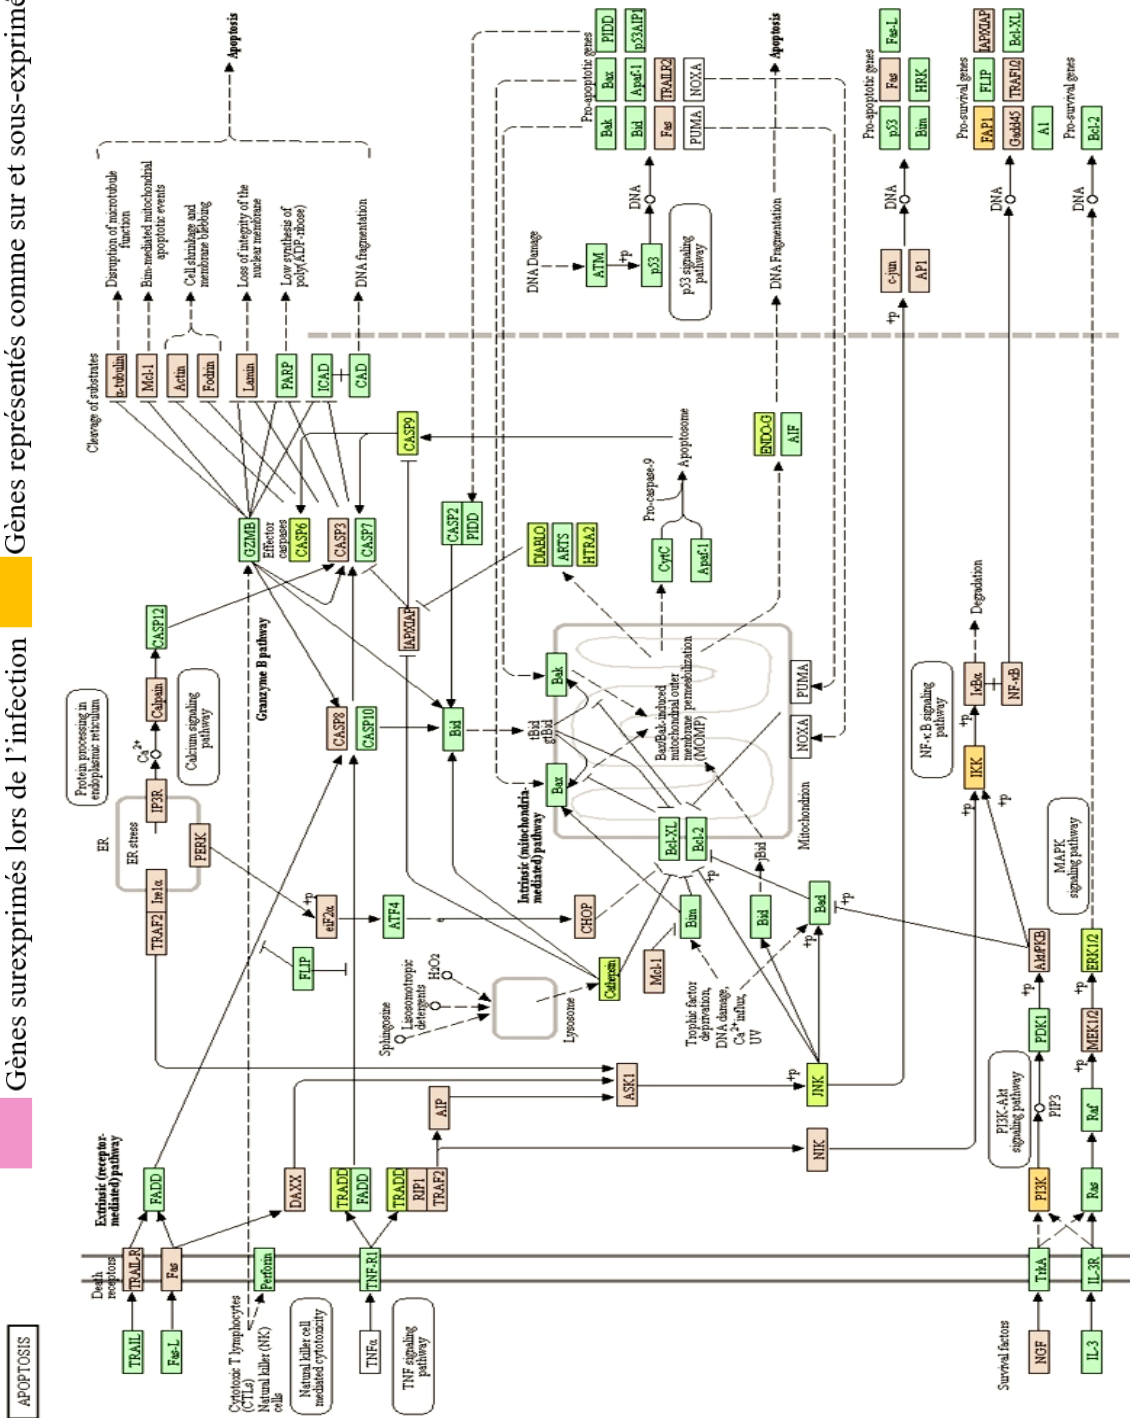 Gènes surexprimés lors de l'infection
Gènes représentés comme sur et sous-exprimé
APOPTOSIS
Death
receptors
TRAIL
TRAIL-R
Fas-L
Fas
Extrinsic (receptor-
mediated) pathway
FADD
DAXX
Cytotoxic T lymphocytes
(CTLs)
Natural killer (NK)
cells
Perforin
Natural killer cell
mediated cytotoxicity
TNFα
TNF-R1
TNF signaling
pathway
TRADD
FADD
TRADD
RIP1
TRAF2
AIP
ASK1
NIK
JNK
+p
Survival factors
NGF
TrkA
IL-3
IL-3R
PI3K
Ras
PI3K-Akt
signaling pathway
PIP3
PDK1
+p
Akt/PKB
Raf
+p
MEK1/2
+p
ERK1/2
MAPK
signaling pathway
Protein processing in
endoplasmic reticulum
ER
ER stress
TRAF2
Ire1α
IP3R
PERK
Ca2+
Calpain
Calcium signaling
pathway
CASP12
+p
eIF2α
ATF4
CHOP
FLIP
Granzyme B pathway
GZMB
CASP8
CASP10
Effector
caspases
CASP6
CASP3
CASP7
IAP/XIAP
CASP9
Sphingosine
Lisosomotropic
detergents
H2O2
Lysosome
Cathepsin
Bid
tBid
gtBid
CASP2
PIDD
Intrinsic (mitochondria-
mediated) pathway
Bax
Bak
Bax/Bak-induced
mitochondrial outer
membrane permeabilization
(MOMP)
Mitochondrion
Bcl-XL
Bcl-2
Mcl-1
Bim
Bid
jBid
Bad
+p
+p
+p
Trophic factor
deprivation,
DNA damage,
Ca2+influx,
UV
NOXA
PUMA
DIABLO
ARTS
HTRA2
CytC
Apaf-1
Pro-caspase-9
Apoptosome
ENDO-G
AIF
NF-κB signaling
pathway
IKK
+p
+p
+p
IκBα
NF-κB
Degradation
Cleavage of substrates
α-tubulin
Mcl-1
Actin
Fodrin
Lamin
PARP
ICAD
CAD
Disruption of microtubule
function
Bim-mediated mitochondrial
apoptotic events
Cell shinkage and
membrane blebbing
Loss of integrity of the
nuclear membrane
Low synthesis of
poly(ADP-ribose)
DNA fragmentation
Apoptosis
DNA Damage
ATM
+p
p53
p53 signaling
pathway
DNA
Pro-apoptotic genes
Bak
Bax
PIDD
Bid
Apaf-1
p53AIP1
Fas
TRAILR2
PUMA
NOXA
DNA Fragmentation
Apoptosis
+p
c-jun
AP1
DNA
Pro-apoptotic genes
p53
Fas
Fas-L
Bim
HRK
DNA
Pro-survival genes
FAP1
FLIP
IAP/XIAP
Gadd45
TRAF1/2
Bcl-XL
A1
DNA
Pro-survival genes
Bcl-2